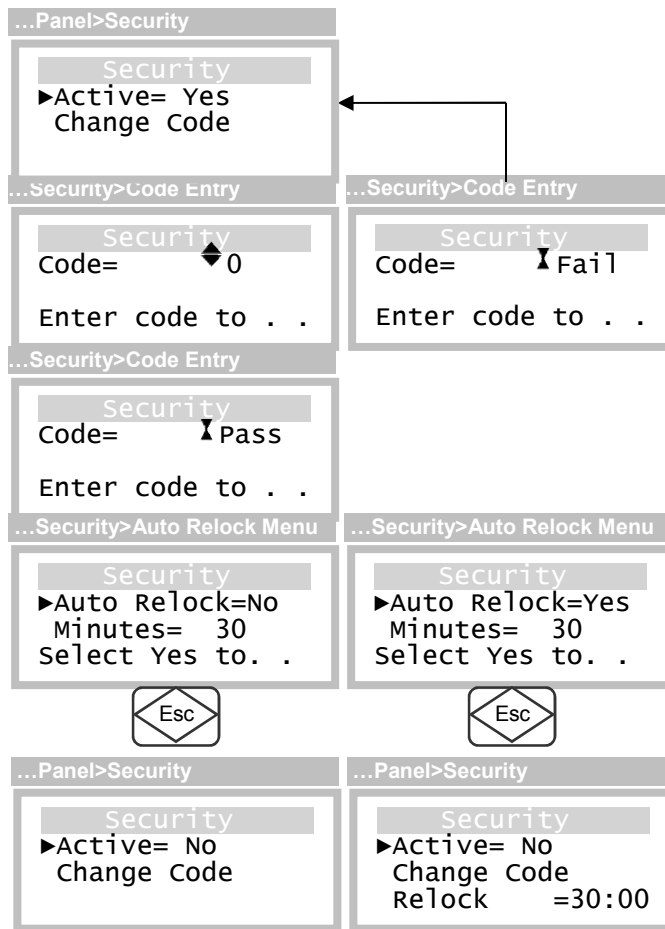 ...Panel>Security
Security
►Active= Yes
Change Code
...Security>Code Entry
Security
Code= 0
Enter code to . .
...Security>Code Entry
Security
Code= Fail
Enter code to . .
...Security>Code Entry
Security
Code= Pass
Enter code to . .
...Security>Auto Relock Menu
Security
►Auto Relock=No
Minutes= 30
Select Yes to. .
Esc
...Security>Auto Relock Menu
Security
►Auto Relock=Yes
Minutes= 30
Select Yes to. .
Esc
...Panel>Security
Security
►Active= No
Change Code
...Panel>Security
Security
►Active= No
Change Code
Relock =30:00